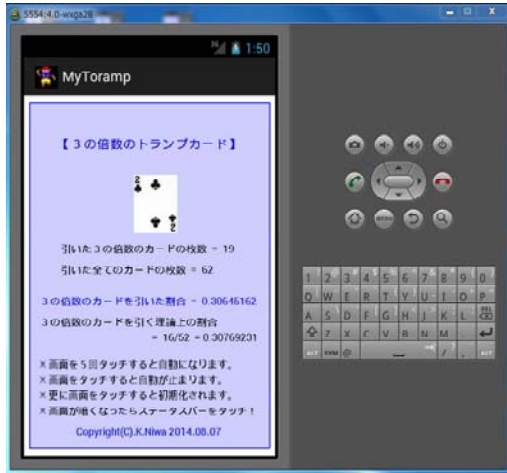 5554:4.0-wxga28
1:50
MyToramp
【３の倍数のトランプカード】
2
2
引いた３の倍数のカードの枚数 = 19
引いた全てのカードの枚数 = 62
３の倍数のカードを引いた割合 = 0.30645162
３の倍数のカードを引く理論上の割合
= 16/52 = 0.30769231
※画面を５回タッチすると自動になります。
※画面をタッチすると自動が止まります。
※更に画面をタッチすると初期化されます。
※画面が暗くなったらステータスバーをタッチ！
Copyright(C).K.Niwa 2014.08.07
MENU
1 2 3 4 5 6 7 8 9 0
Q W E R T Y U I O P
A S D F G H J K L DEL
Z X C V B N M .
ALT SYM @ / , ALT